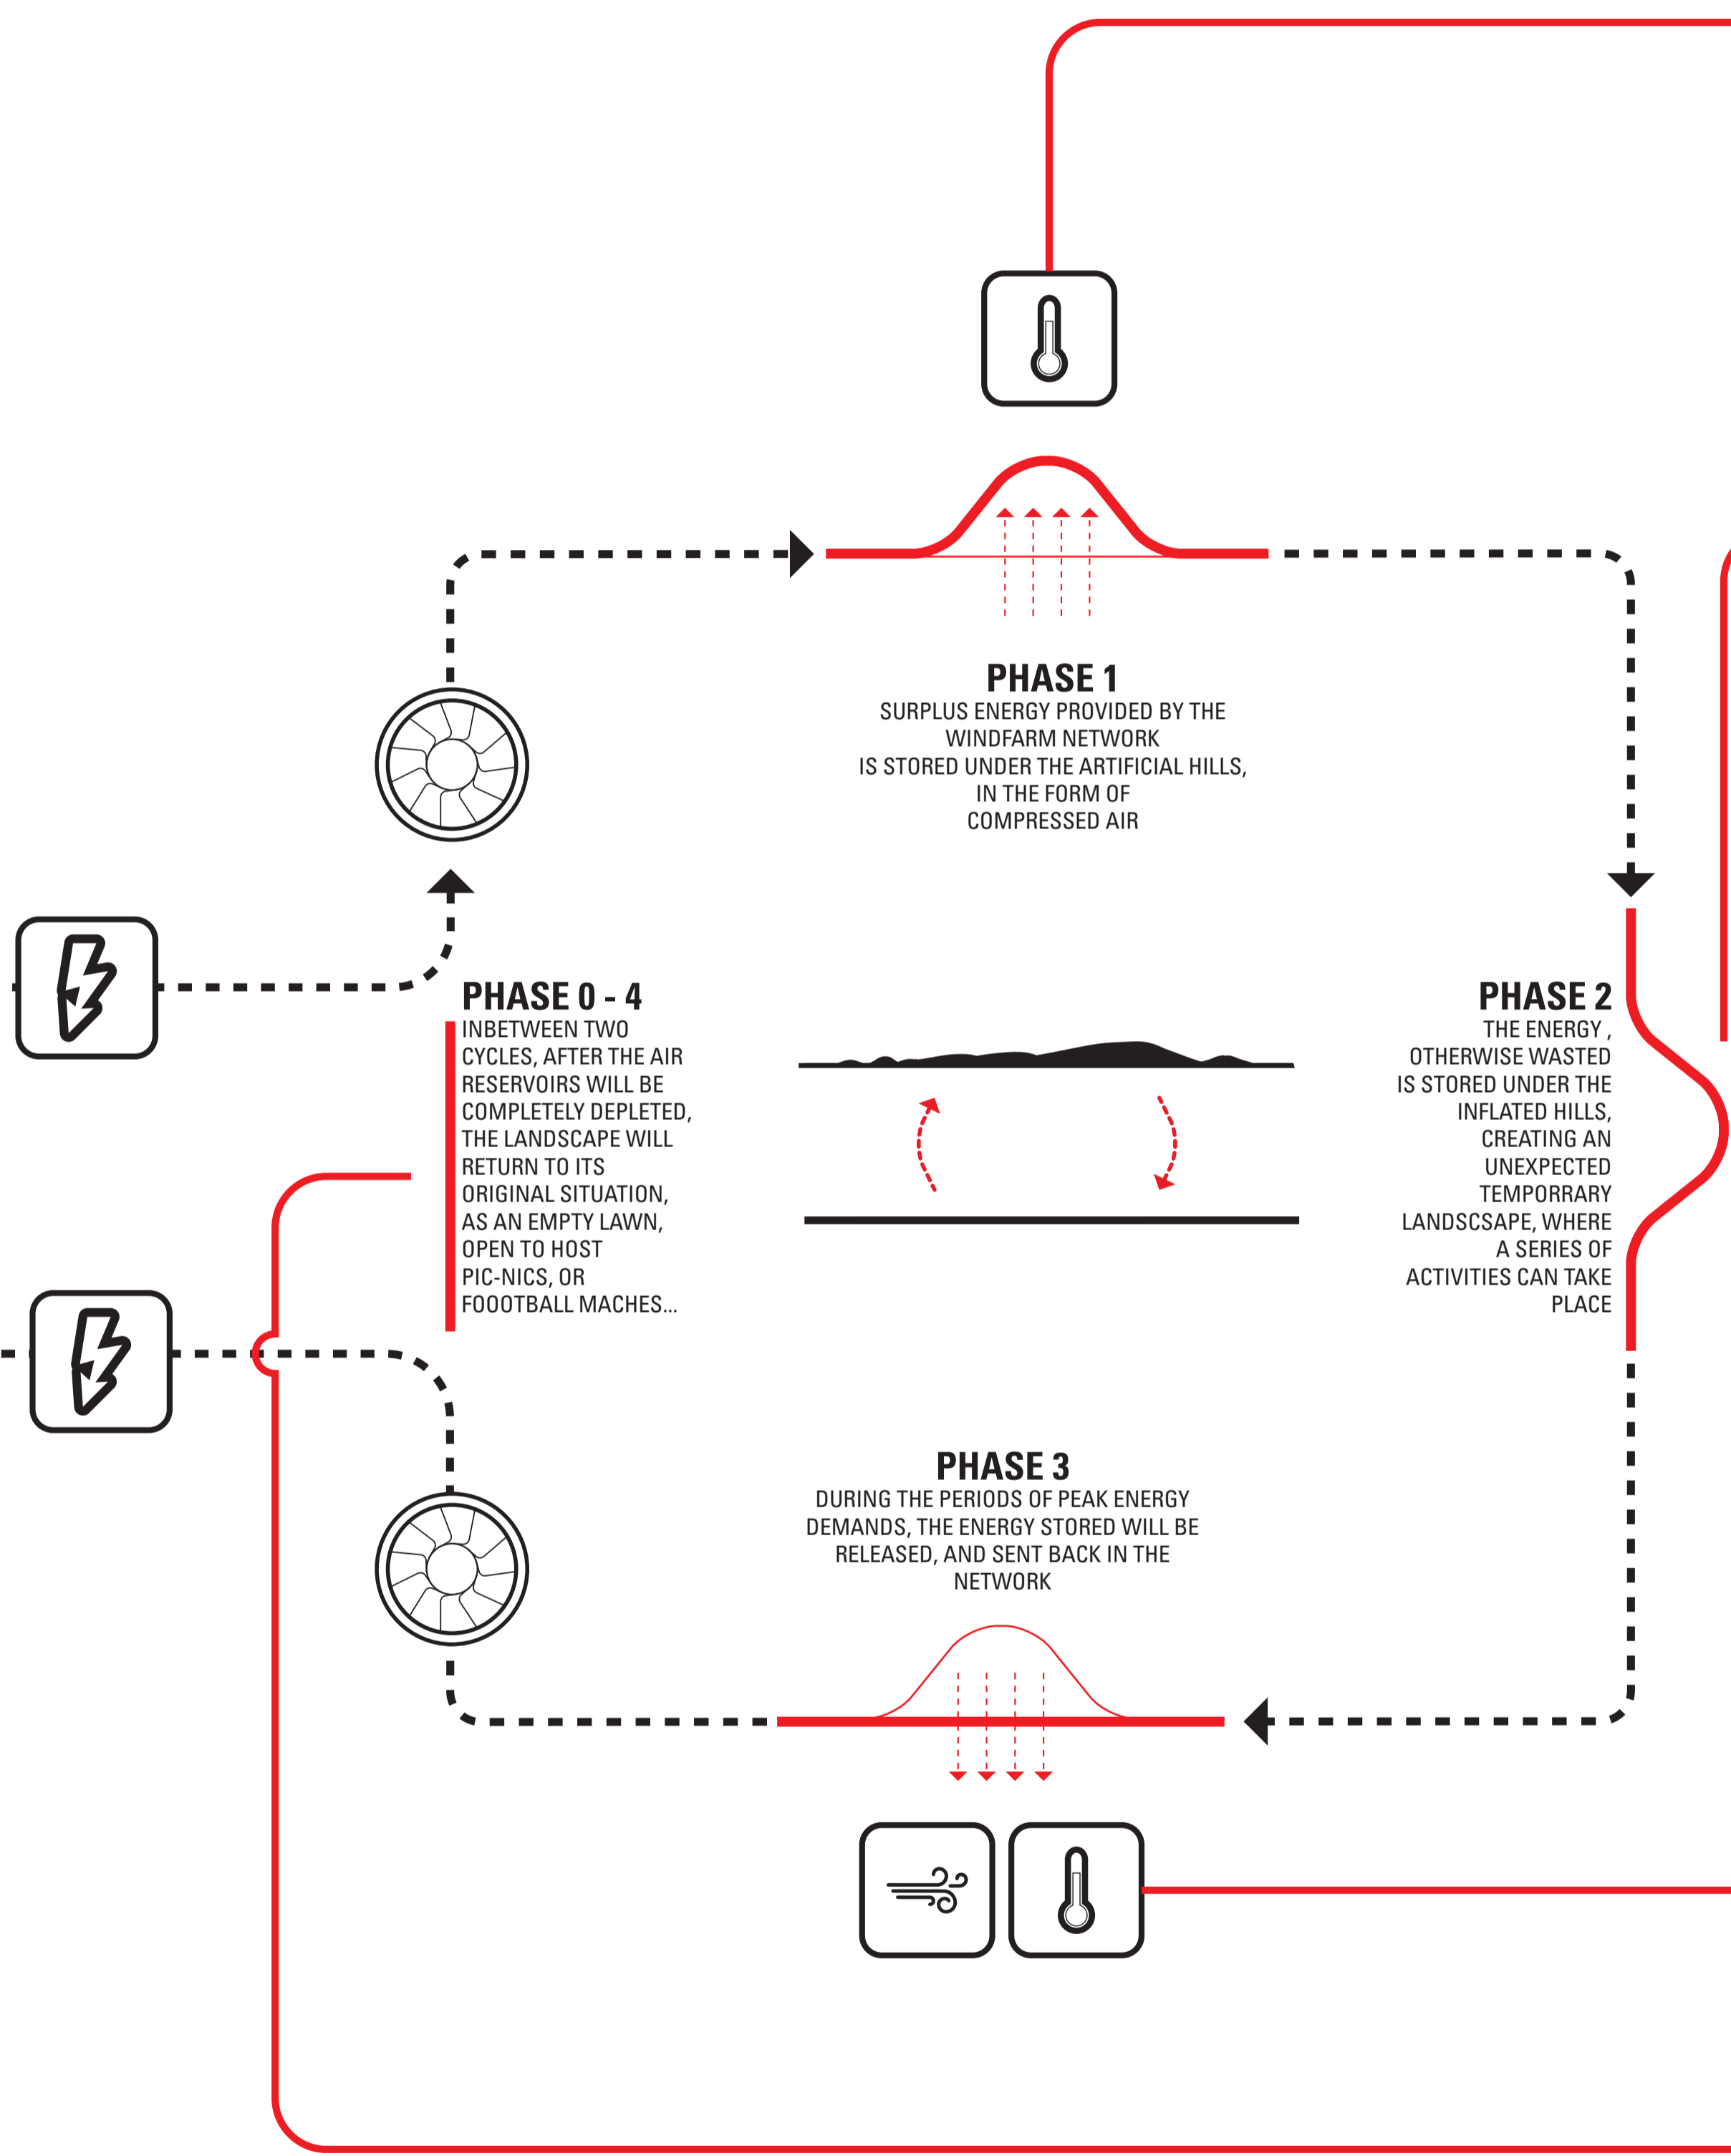 PHASE 1
SURPLUS ENERGY PROVIDED BY THE
WINDFARM NETWORK
IS STORED UNDER THE ARTIFICIAL HILLS,
IN THE FORM OF
COMPRESSED AIR
PHASE 0 - 4
INBETWEEN TWO
CYCLES, AFTER THE AIR
RESERVOIRS WILL BE
COMPLETELY DEPLETED,
THE LANDSCAPE WILL
RETURN TO ITS
ORIGINAL SITUATION,
AS AN EMPTY LAWN,
OPEN TO HOST
PIC-NICS, OR
FOOOTBALL MACHES...
PHASE 2
THE ENERGY ,
OTHERWISE WASTED
IS STORED UNDER THE
INFLATED HILLS,
CREATING AN
UNEXPECTED
TEMPORRARY
LANDSCSAPE, WHERE
A SERIES OF
ACTIVITIES CAN TAKE
PLACE
PHASE 3
DURING THE PERIODS OF PEAK ENERGY
DEMANDS, THE ENERGY STORED WILL BE
RELEASED, AND SENT BACK IN THE
NETWORK